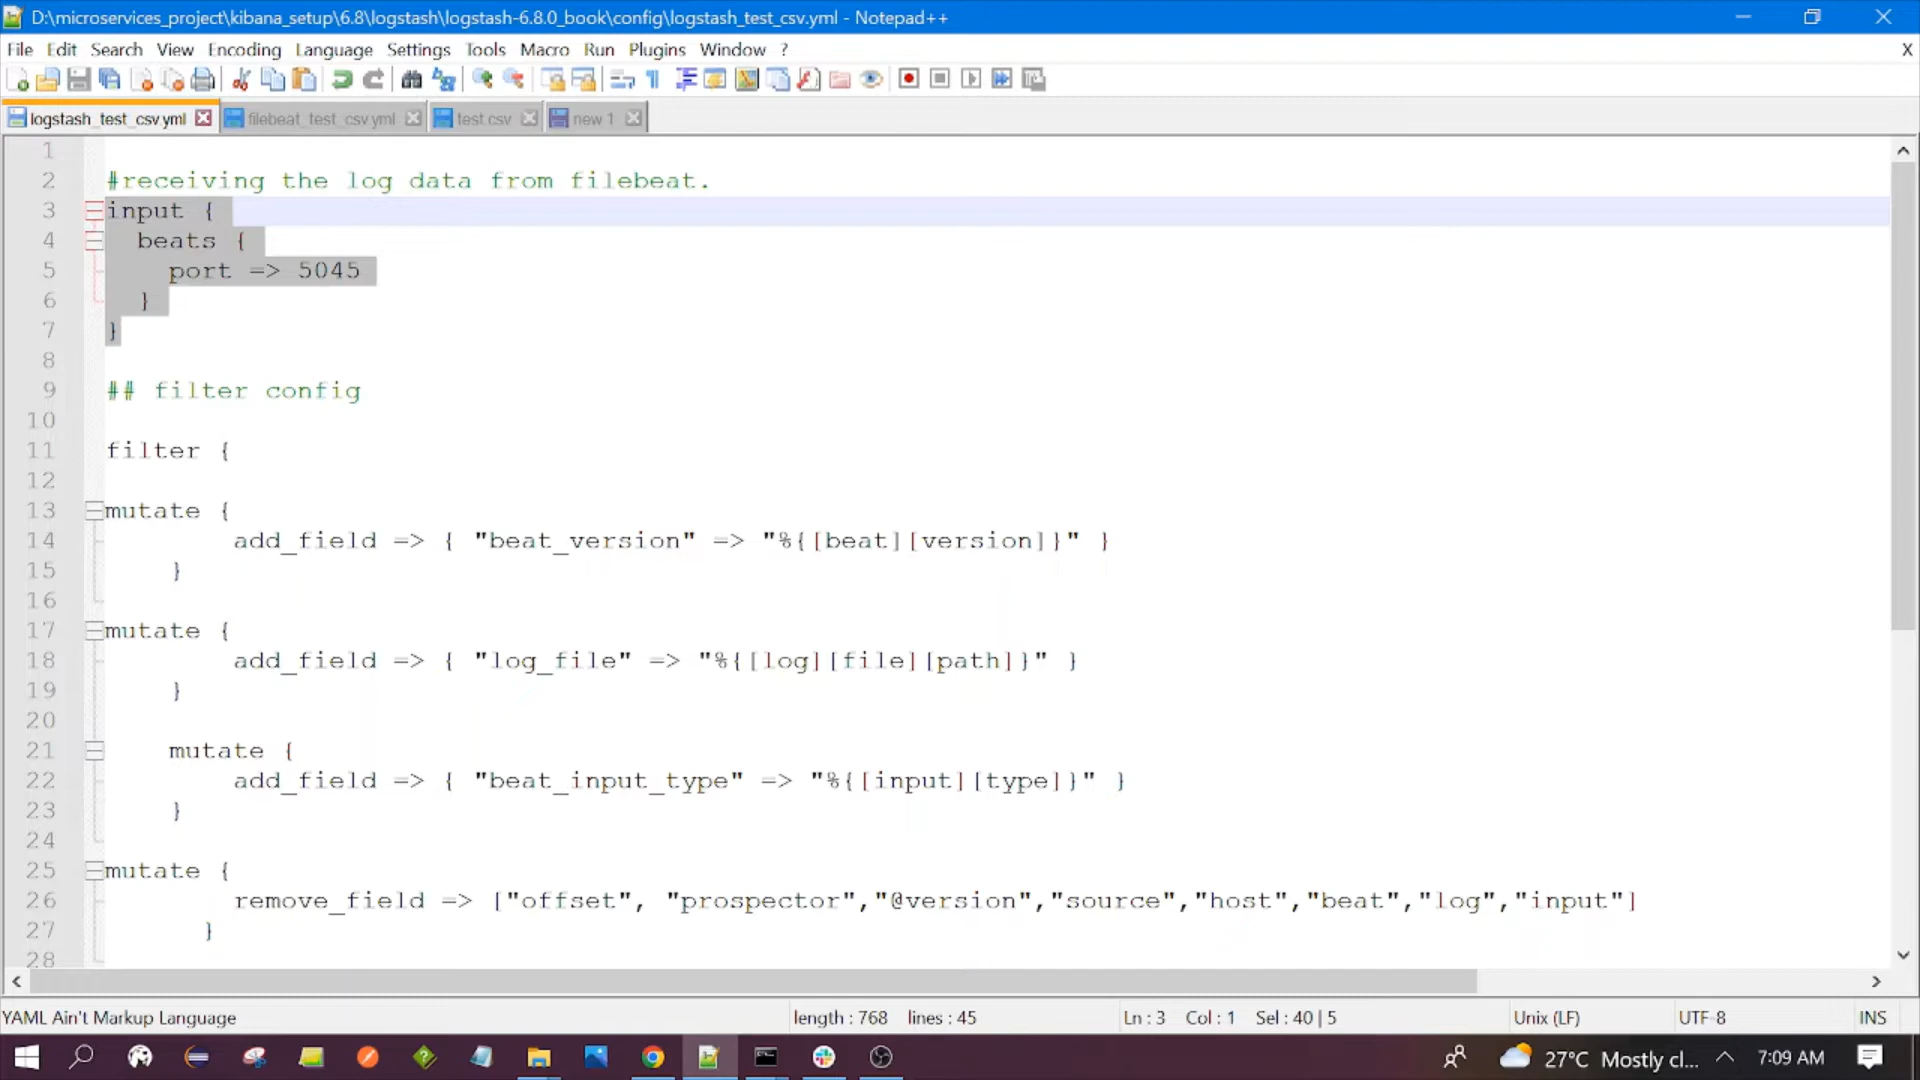 D:\microservices_project\kibana_setup\6.8\logstash\logstash-6.8.0_book\config\logstash_test_csv.yml - Notepad++
File Edit Search View Encoding Language Settings Tools Macro Run Plugins Window ? X
logstash_test_csv.yml filebeat_test_csv.yml test.csv new 1
1
2 #receiving the log data from filebeat.
3 input {
4 beats {
5 port => 5045
6 }
7 }
8
9 ## filter config
10
11 filter {
12
13 mutate {
14 add_field => { "beat_version" => "%{[beat][version]}" }
15 }
16
17 mutate {
18 add_field => { "log_file" => "%{[log][file][path]}" }
19 }
20
21 mutate {
22 add_field => { "beat_input_type" => "%{[input][type]}" }
23 }
24
25 mutate {
26 remove_field => ["offset", "prospector","@version","source","host","beat","log","input"]
27 }
28
YAML Ain't Markup Language length : 768 lines : 45 Ln : 3 Col : 1 Sel : 40 | 5 Unix (LF) UTF-8 INS
27°C Mostly cl... 7:09 AM